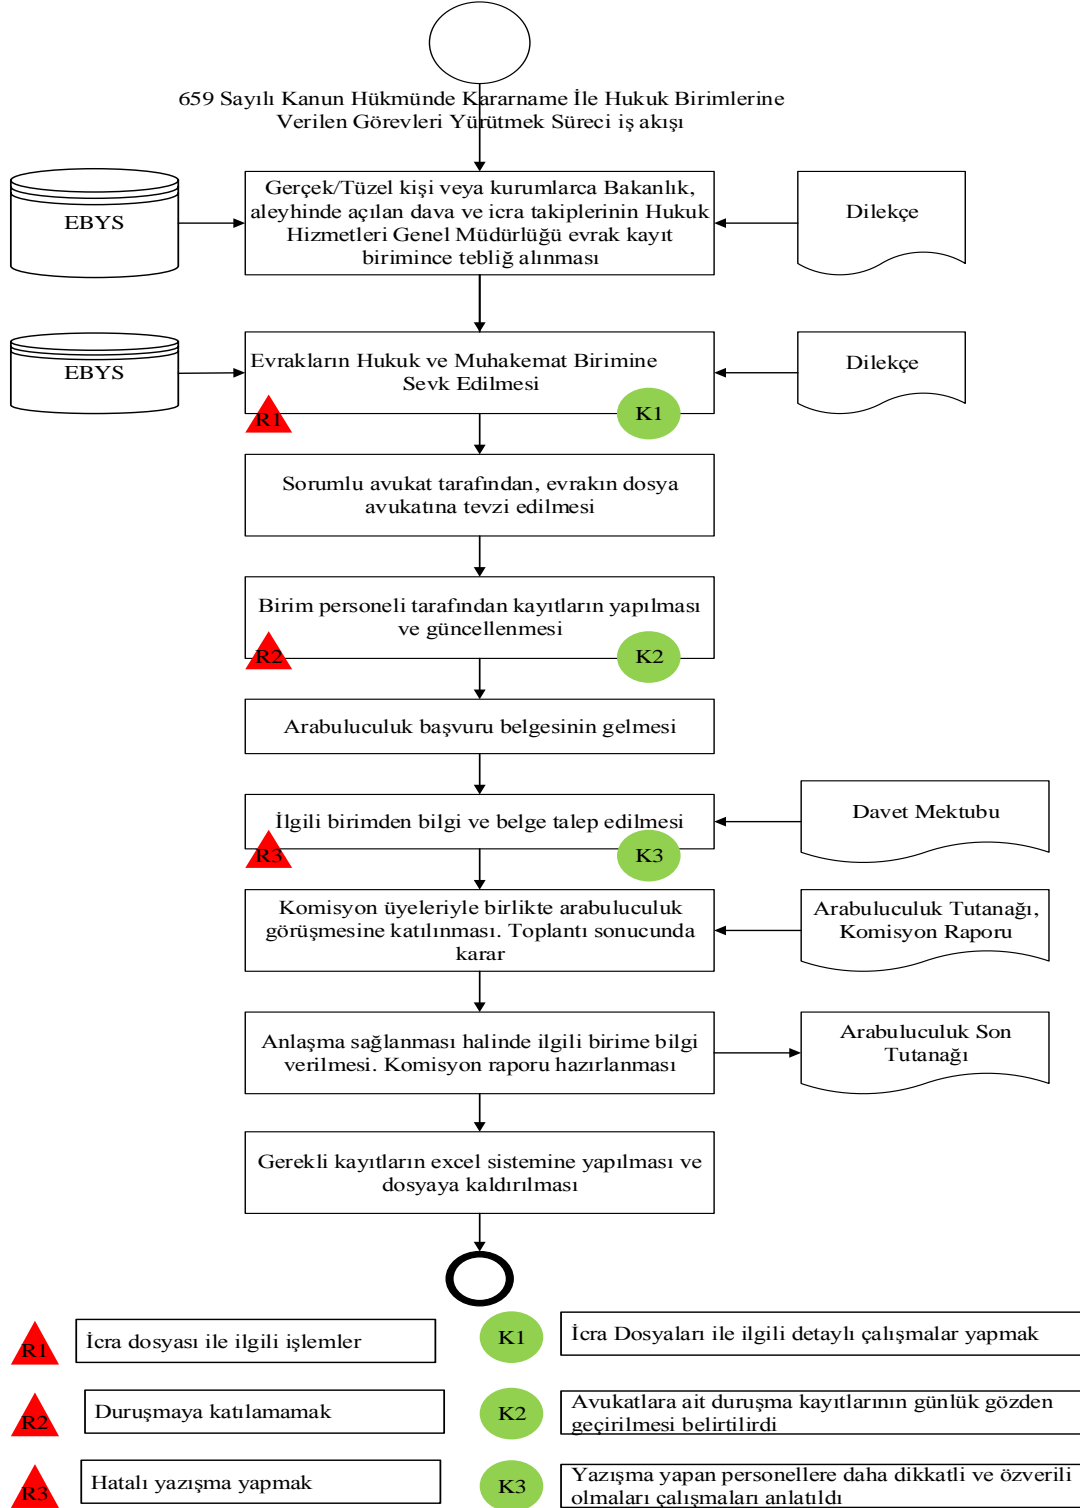 659 Sayılı Kanun Hükmünde Kararname İle Hukuk Birimlerine
Verilen Görevleri Yürütmek Süreci iş akışı
EBYS
Gerçek/Tüzel kişi veya kurumlarca Bakanlık,
aleyhinde açılan dava ve icra takiplerinin Hukuk
Hizmetleri Genel Müdürlüğü evrak kayıt
birimince tebliğ alınması
Dilekçe
EBYS
Evrakların Hukuk ve Muhakemat Birimine
Sevk Edilmesi
Dilekçe
R1
K1
Sorumlu avukat tarafından, evrakın dosya
avukatına tevzi edilmesi
Birim personeli tarafından kayıtların yapılması
ve güncellenmesi
R2
K2
Arabuluculuk başvuru belgesinin gelmesi
İlgili birimden bilgi ve belge talep edilmesi
Davet Mektubu
R3
K3
Komisyon üyeleriyle birlikte arabuluculuk
görüşmesine katılınması. Toplantı sonucunda
karar
Arabuluculuk Tutanağı,
Komisyon Raporu
Anlaşma sağlanması halinde ilgili birime bilgi
verilmesi. Komisyon raporu hazırlanması
Arabuluculuk Son
Tutanağı
Gerekli kayıtların excel sistemine yapılması ve
dosyaya kaldırılması
R1
İcra dosyası ile ilgili işlemler
K1
İcra Dosyaları ile ilgili detaylı çalışmalar yapmak
R2
Duruşmaya katılamamak
K2
Avukatlara ait duruşma kayıtlarının günlük gözden
geçirilmesi belirtilirdi
R3
Hatalı yazışma yapmak
K3
Yazışma yapan personellere daha dikkatli ve özverili
olmaları çalışmaları anlatıldı